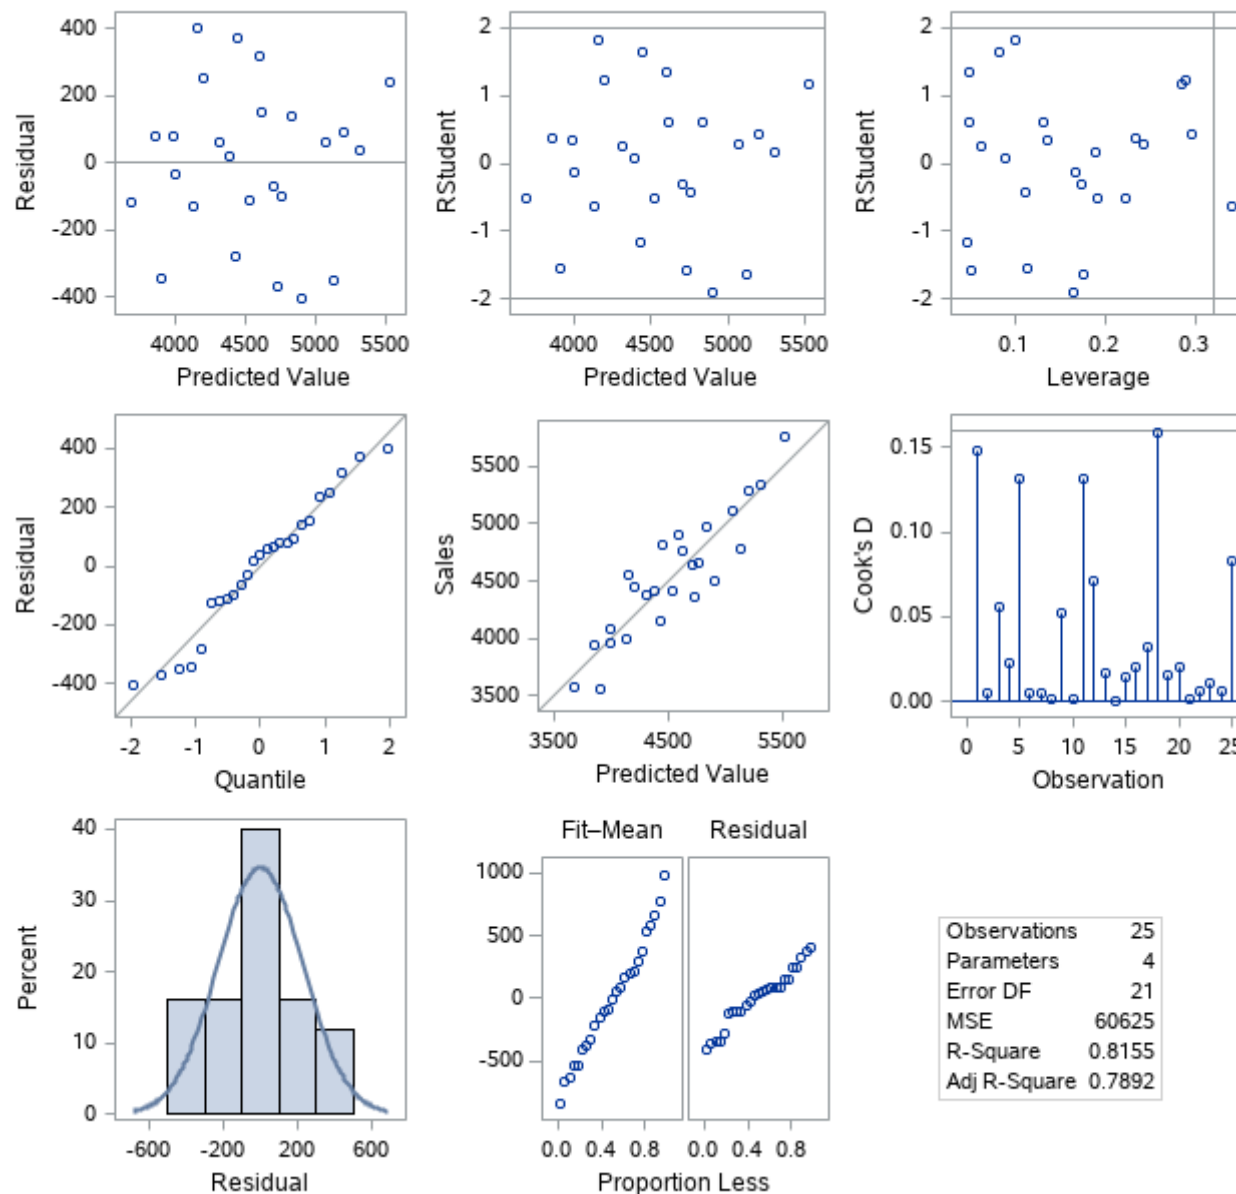 400
200
0
-200
-400
Residual
4000 4500 5000 5500
Predicted Value
2
1
0
-1
-2
RStudent
4000 4500 5000 5500
Predicted Value
2
1
0
-1
-2
RStudent
0.1 0.2 0.3
Leverage
400
200
0
-200
-400
Residual
-2 -1 0 1 2
Quantile
5500
5000
4500
4000
3500
Sales
3500 4500 5500
Predicted Value
0.15
0.10
0.05
0.00
Cook's D
0 5 10 15 20 25
Observation
40
30
20
10
0
Percent
-600 -200 200 600
Residual
Fit–Mean Residual
1000
500
0
-500
0.0 0.4 0.8 0.0 0.4 0.8
Proportion Less
Observations 25
Parameters 4
Error DF 21
MSE 60625
R-Square 0.8155
Adj R-Square 0.7892